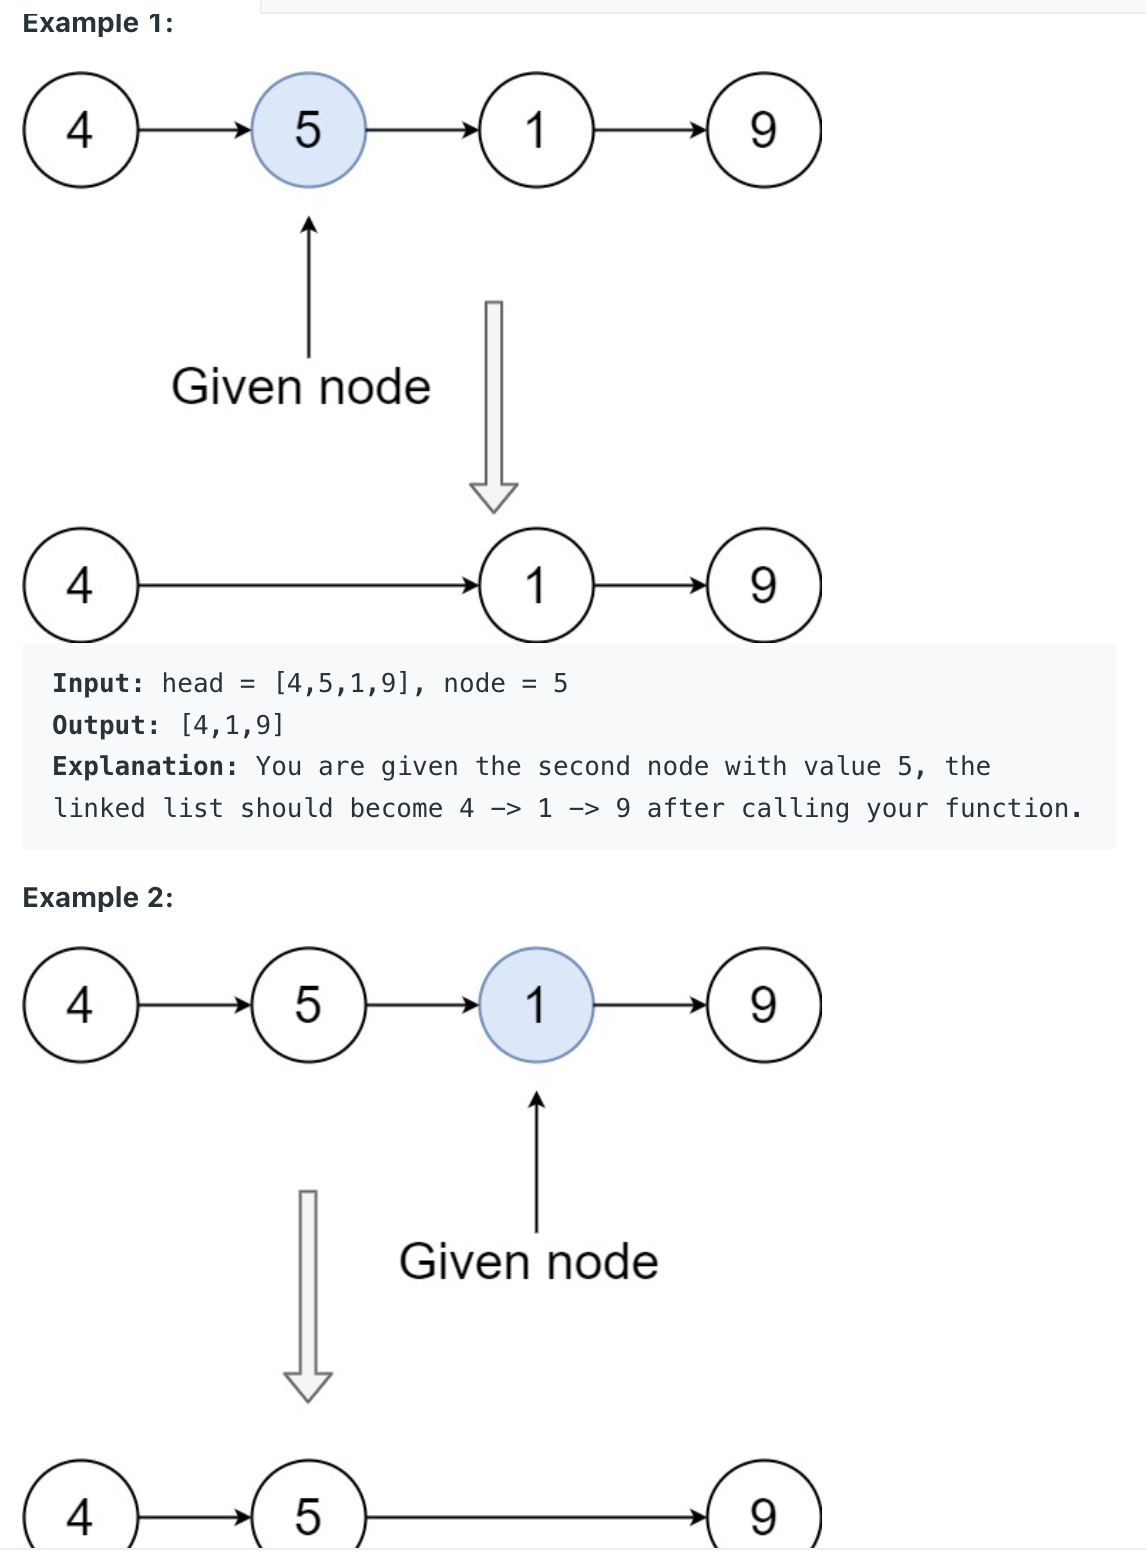 Example 1:
4 5 1 9
Given node
4 1 9
Input: head = [4,5,1,9], node = 5
Output: [4,1,9]
Explanation: You are given the second node with value 5, the
linked list should become 4 -> 1 -> 9 after calling your function.
Example 2:
4 5 1 9
Given node
4 5 9